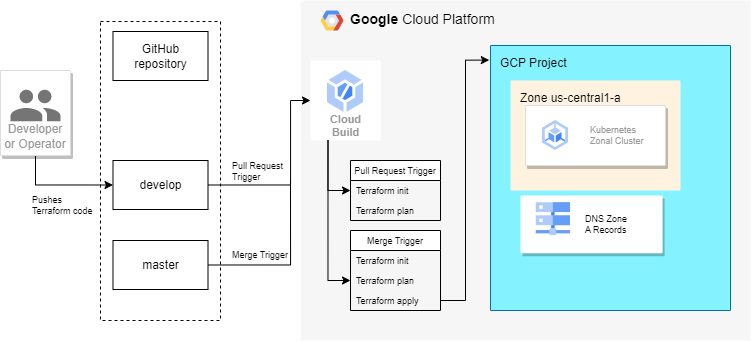 GitHub
repository
Developer
or Operator
Pushes
Terraform code
develop
master
Pull Request
Trigger
Merge Trigger
Google Cloud Platform
Cloud
Build
Pull Request Trigger
Terraform init
Terraform plan
Merge Trigger
Terraform init
Terraform plan
Terraform apply
GCP Project
Zone us-central1-a
Kubernetes
Zonal Cluster
DNS Zone
A Records